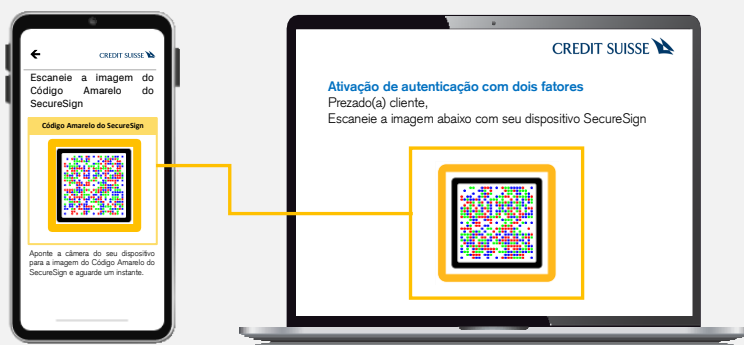 CREDIT SUISSE
Escaneie a imagem do
Código Amarelo do
SecureSign
Código Amarelo do SecureSign
Aponte a câmera do seu dispositivo
para a imagem do Código Amarelo do
SecureSign e aguarde um instante.
CREDIT SUISSE
Ativação de autenticação com dois fatores
Prezado(a) cliente,
Escaneie a imagem abaixo com seu dispositivo SecureSign